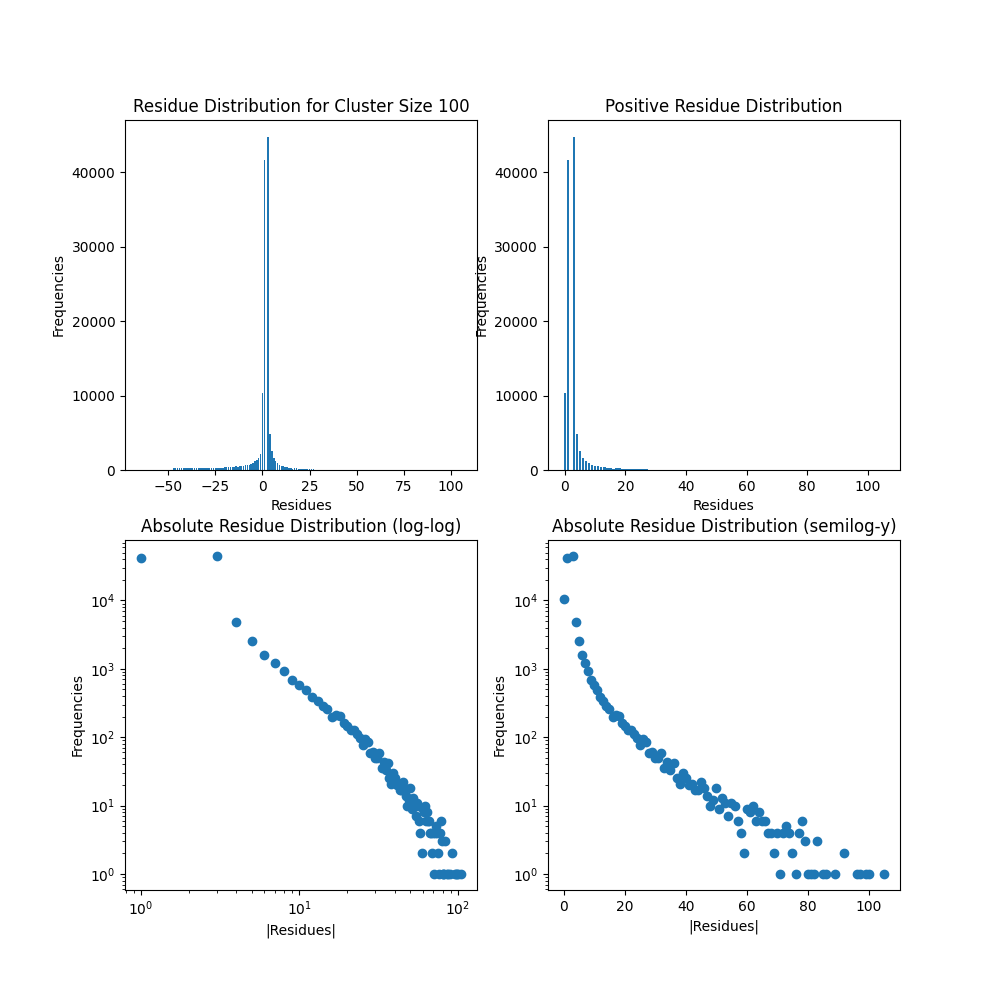 Residue Distribution for Cluster Size 100
Frequencies
40000
30000
20000
10000
0
−50 −25 0 25 50 75 100
Residues
Positive Residue Distribution
Frequencies
40000
30000
20000
10000
0
0 20 40 60 80 100
Residues
Absolute Residue Distribution (log-log)
Frequencies
10⁴
10³
10²
10¹
10⁰
10⁰ 10¹ 10²
|Residues|
Absolute Residue Distribution (semilog-y)
Frequencies
10⁴
10³
10²
10¹
10⁰
0 20 40 60 80 100
|Residues|